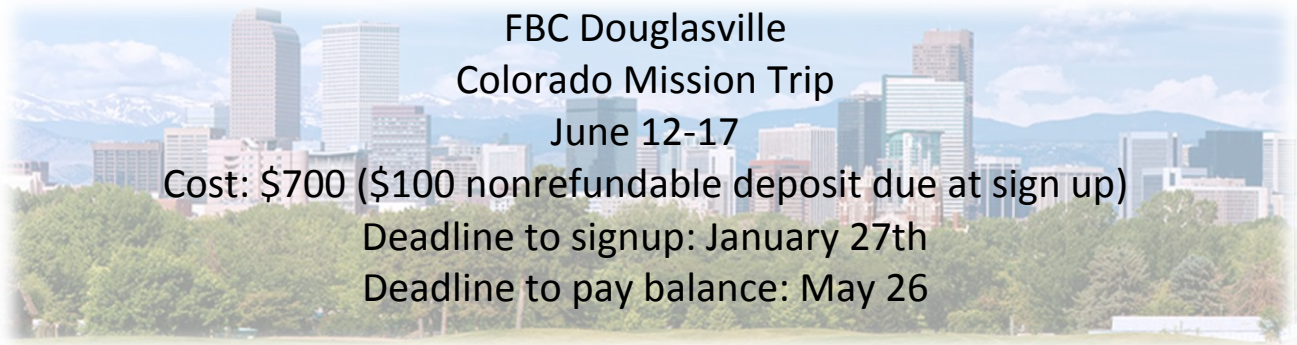 FBC Douglasville
Colorado Mission Trip
June 12-17
Cost: $700 ($100 nonrefundable deposit due at sign up)
Deadline to signup: January 27th
Deadline to pay balance: May 26